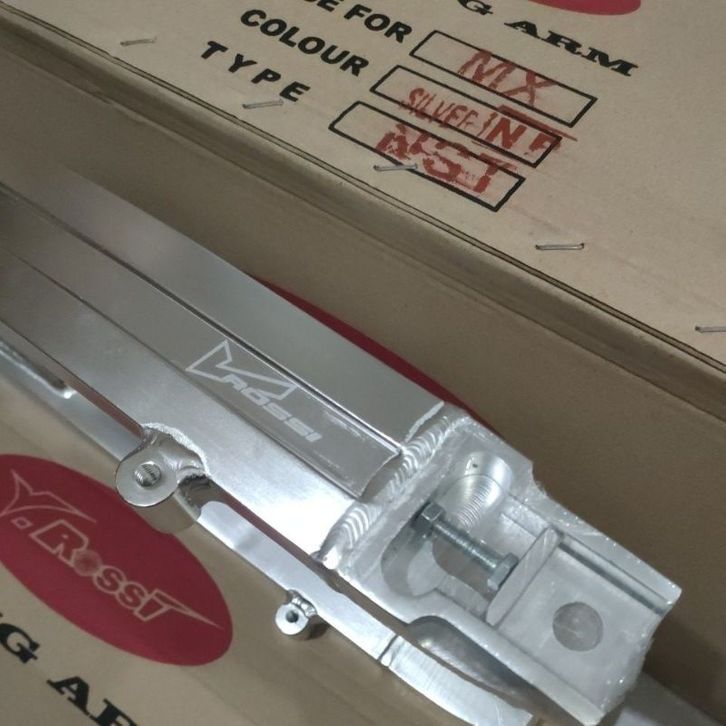 G ARM
E FOR MX
COLOUR SILVER/N.F
TYPE NST
Y ROSSI
Y.ROSSI
G AR